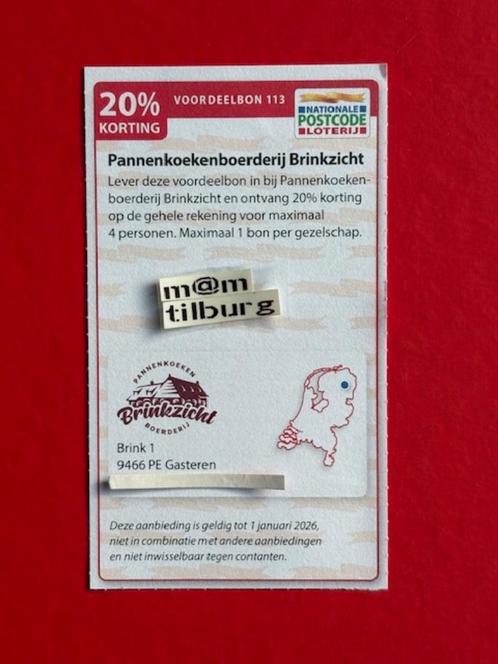 20%
KORTING
VOORDEELBON 113
NATIONALE
POSTCODE
LOTERIJ
Pannenkoekenboerderij Brinkzicht
Lever deze voordeelbon in bij Pannenkoeken-
boerderij Brinkzicht en ontvang 20% korting
op de gehele rekening voor maximaal
4 personen. Maximaal 1 bon per gezelschap.
m@m
tilburg
PANNENKOEKEN
Brinkzicht
BOERDERIJ
Brink 1
9466 PE Gasteren
Deze aanbieding is geldig tot 1 januari 2026,
niet in combinatie met andere aanbiedingen
en niet inwisselbaar tegen contanten.